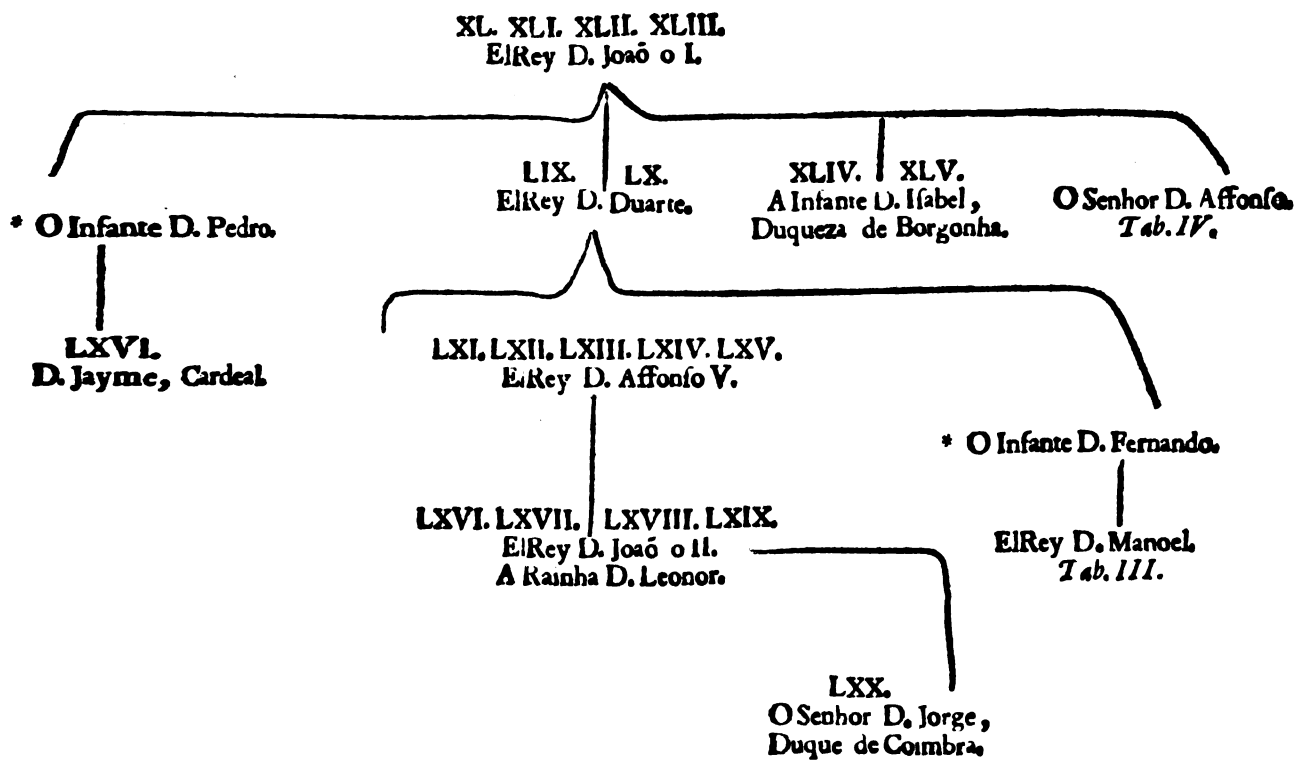 XL. XLI. XLII. XLIII.
ElRey D. Joaõ o I.
LIX. LX.
ElRey D. Duarte.
XLIV. XLV.
A Infante D. Iſabel,
Duqueza de Borgonha.
O Senhor D. Affonſo.
Tab. IV.
* O Infante D. Pedro.
LXVI.
D. Jayme, Cardeal.
LXI. LXII. LXIII. LXIV. LXV.
ElRey D. Affonſo V.
* O Infante D. Fernando.
LXVI. LXVII. LXVIII. LXIX.
ElRey D. Joaõ o II.
A Rainha D. Leonor.
ElRey D. Manoel.
Tab. III.
LXX.
O Senhor D. Jorge,
Duque de Coimbra.